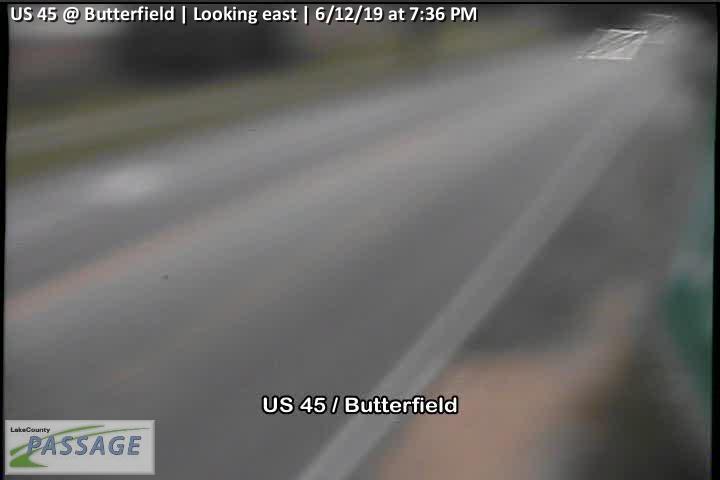 US 45 @ Butterfield | Looking east | 6/12/19 at 7:36 PM
US 45 / Butterfield
LakeCounty
PASSAGE